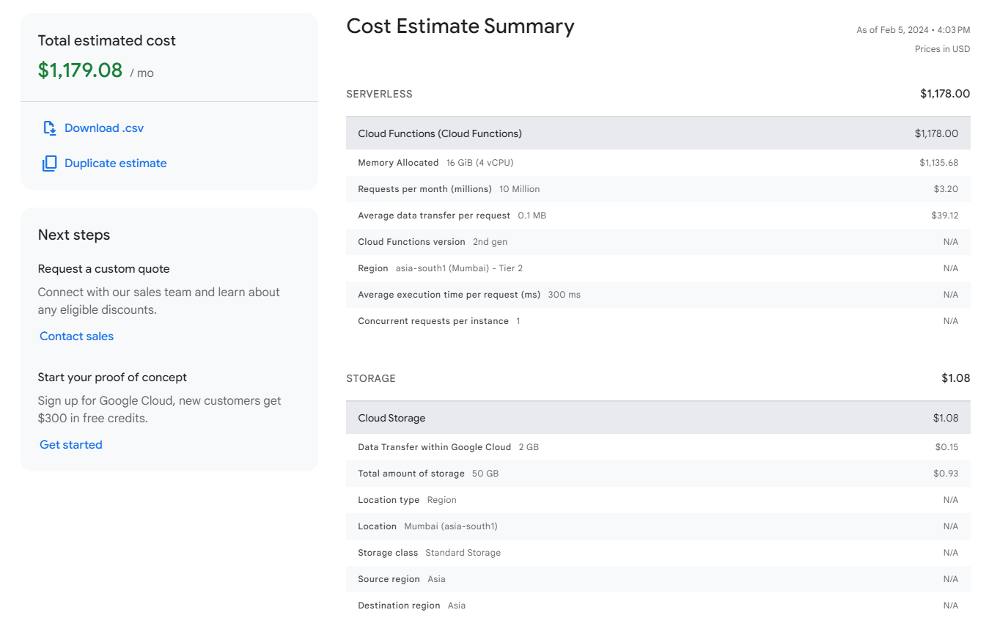 Total estimated cost
$1,179.08 / mo
Download .csv
Duplicate estimate
Next steps
Request a custom quote
Connect with our sales team and learn about
any eligible discounts.
Contact sales
Start your proof of concept
Sign up for Google Cloud, new customers get
$300 in free credits.
Get started
Cost Estimate Summary
As of Feb 5, 2024 • 4:03 PM
Prices in USD
SERVERLESS $1,178.00
Cloud Functions (Cloud Functions) $1,178.00
Memory Allocated 16 GiB (4 vCPU) $1,135.68
Requests per month (millions) 10 Million $3.20
Average data transfer per request 0.1 MB $39.12
Cloud Functions version 2nd gen N/A
Region asia-south1 (Mumbai) - Tier 2 N/A
Average execution time per request (ms) 300 ms N/A
Concurrent requests per instance 1 N/A
STORAGE $1.08
Cloud Storage $1.08
Data Transfer within Google Cloud 2 GB $0.15
Total amount of storage 50 GB $0.93
Location type Region N/A
Location Mumbai (asia-south1) N/A
Storage class Standard Storage N/A
Source region Asia N/A
Destination region Asia N/A